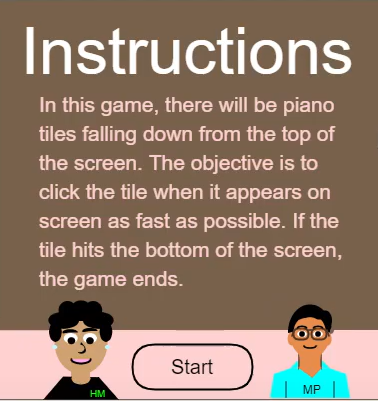 Instructions
In this game, there will be piano
tiles falling down from the top of
the screen. The objective is to
click the tile when it appears on
screen as fast as possible. If the
tile hits the bottom of the screen,
the game ends.
Start
HM
MP